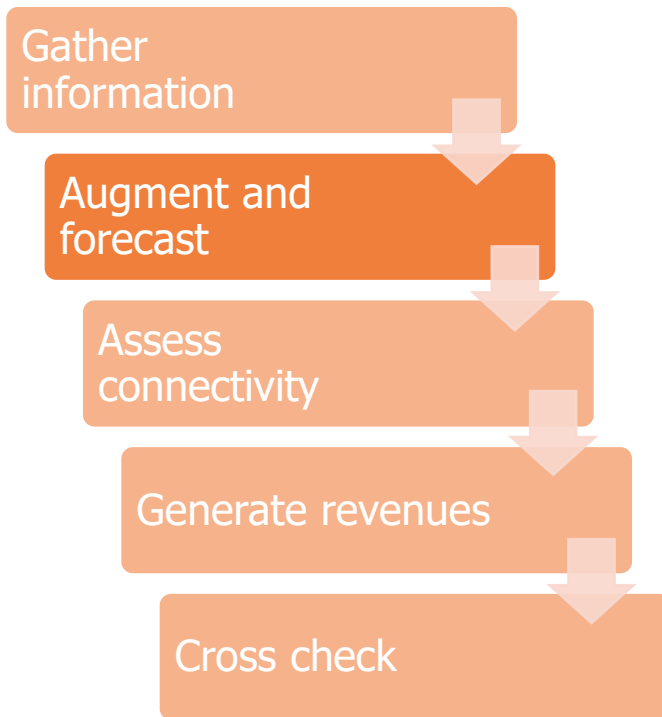 Gather
information
Augment and
forecast
Assess
connectivity
Generate revenues
Cross check